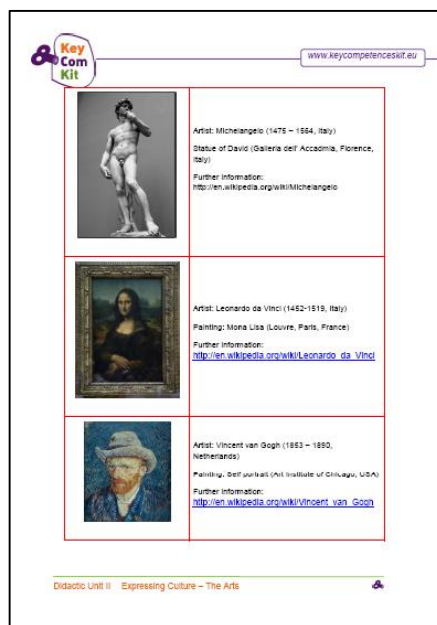 Key
Com
Kit
www.keycompetenceskit.eu
Artist: Michelangelo (1475 – 1564, Italy)
Statue of David (Galleria dell' Accadmia, Florence,
Italy)
Further information:
http://en.wikipedia.org/wiki/Michelangelo
Artist: Leonardo da Vinci (1452-1519, Italy)
Painting: Mona Lisa (Louvre, Paris, France)
Further information:
http://en.wikipedia.org/wiki/Leonardo_da_Vinci
Artist: Vincent van Gogh (1853 – 1890,
Netherlands)
Painting: Self portrait (Art Institute of Chicago, USA)
Further information:
http://en.wikipedia.org/wiki/Vincent_van_Gogh
Didactic Unit II Expressing Culture – The Arts